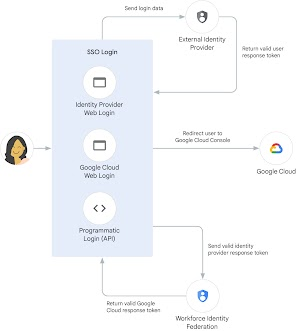 Send login data
External Identity
Provider
SSO Login
Return valid user
response token
Identity Provider
Web Login
Redirect user to
Google Cloud Console
Google Cloud
Web Login
Google Cloud
Programmatic
Login (API)
Send valid identity
provider response token
Return valid Google
Cloud response token
Workforce Identity
Federation